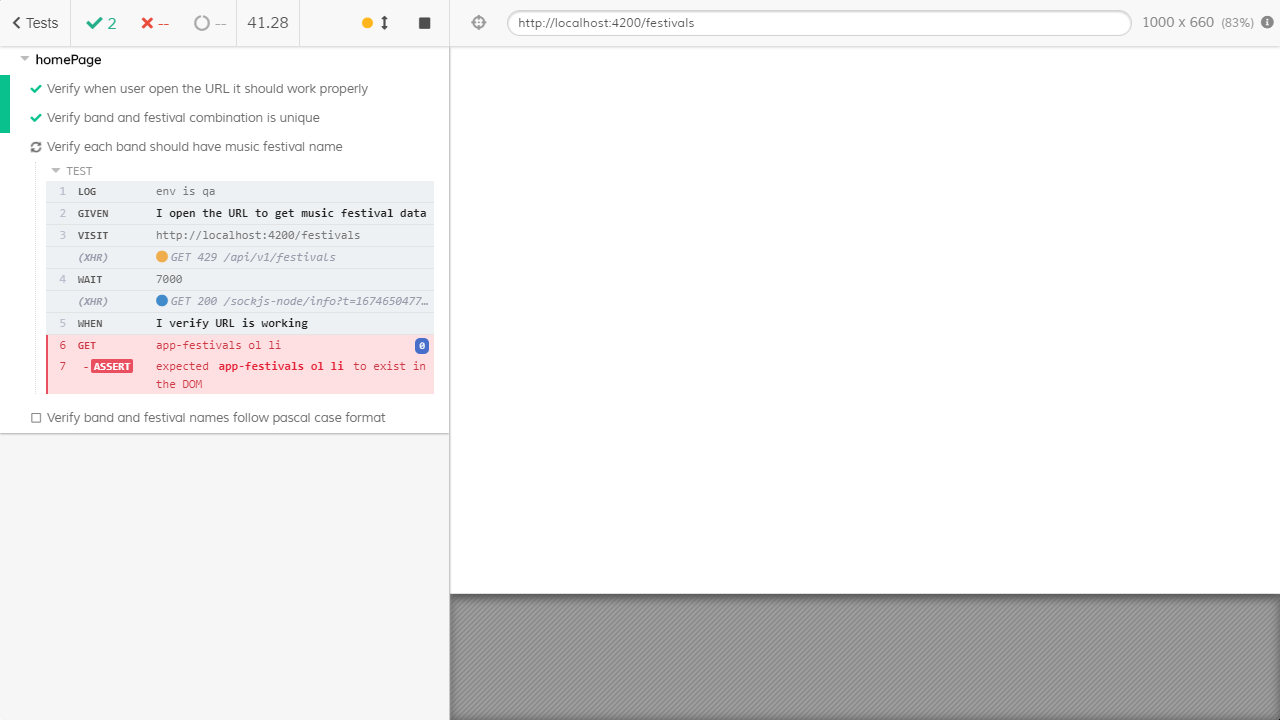 Tests 2 -- -- 41.28
http://localhost:4200/festivals 1000 x 660 (83%)
homePage
Verify when user open the URL it should work properly
Verify band and festival combination is unique
Verify each band should have music festival name
TEST
1 LOG env is qa
2 GIVEN I open the URL to get music festival data
3 VISIT http://localhost:4200/festivals
(XHR) GET 429 /api/v1/festivals
4 WAIT 7000
(XHR) GET 200 /sockjs-node/info?t=1674650477…
5 WHEN I verify URL is working
6 GET app-festivals ol li 0
7 -ASSERT expected app-festivals ol li to exist in
the DOM
Verify band and festival names follow pascal case format